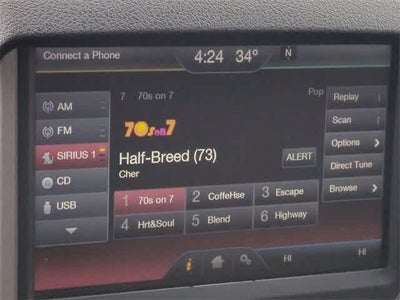 Connect a Phone 4:24 34° N
AM
FM
SIRIUS 1
CD
USB
7 70s on 7 Pop
70s on 7
Half-Breed (73)
Cher
ALERT
Replay
Scan
Options
Direct Tune
Browse
1 70s on 7 2 CoffeHse 3 Escape
4 Hrt&Soul 5 Blend 6 Highway
i HI HI